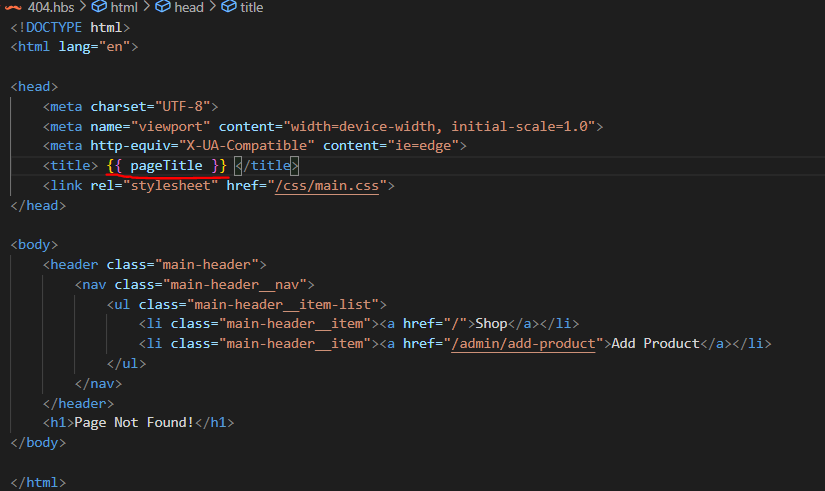 404.hbs > html > head > title
<!DOCTYPE html>
<html lang="en">
<head>
<meta charset="UTF-8">
<meta name="viewport" content="width=device-width, initial-scale=1.0">
<meta http-equiv="X-UA-Compatible" content="ie=edge">
<title> {{ pageTitle }} </title>
<link rel="stylesheet" href="/css/main.css">
</head>
<body>
<header class="main-header">
<nav class="main-header__nav">
<ul class="main-header__item-list">
<li class="main-header__item"><a href="/">Shop</a></li>
<li class="main-header__item"><a href="/admin/add-product">Add Product</a></li>
</ul>
</nav>
</header>
<h1>Page Not Found!</h1>
</body>
</html>